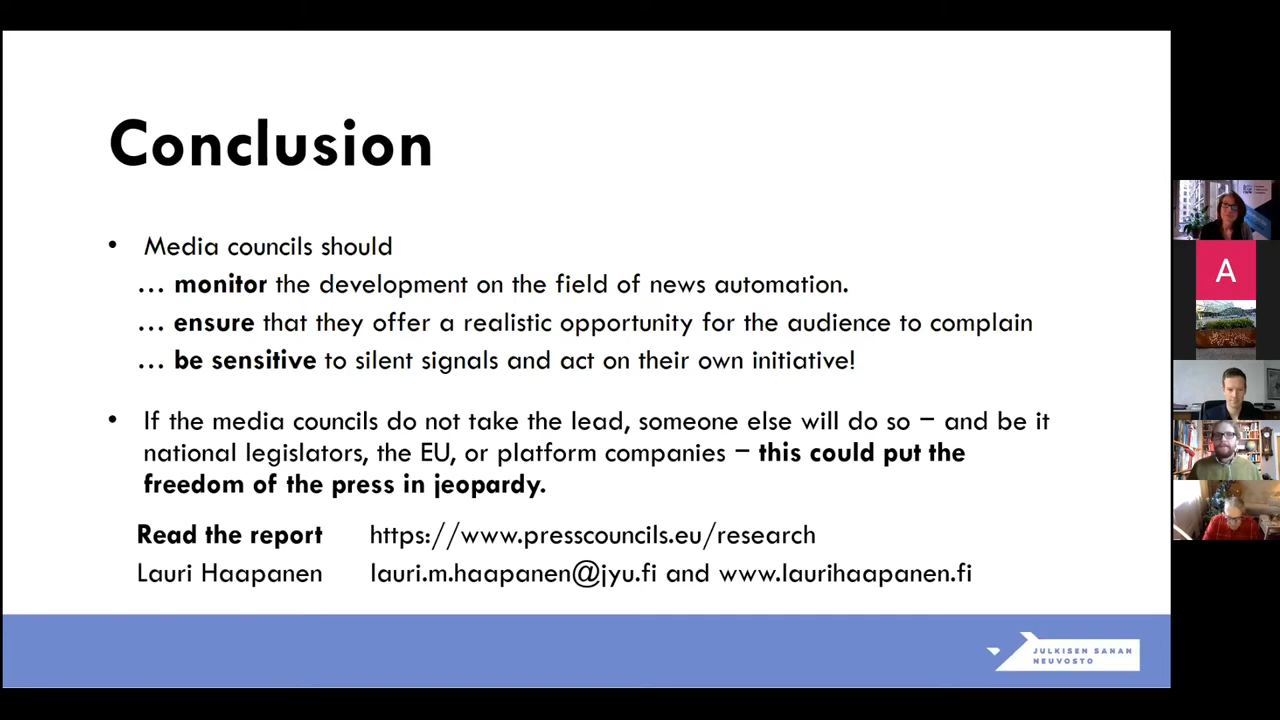 Conclusion
• Media councils should
… monitor the development on the field of news automation.
… ensure that they offer a realistic opportunity for the audience to complain
… be sensitive to silent signals and act on their own initiative!
• If the media councils do not take the lead, someone else will do so – and be it
national legislators, the EU, or platform companies – this could put the
freedom of the press in jeopardy.
Read the report https://www.presscouncils.eu/research
Lauri Haapanen lauri.m.haapanen@jyu.fi and www.laurihaapanen.fi
JULKISEN SANAN
NEUVOSTO
A